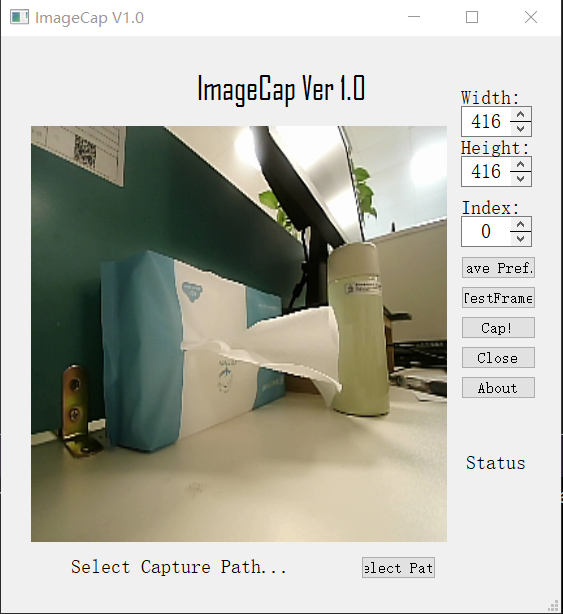 ImageCap V1.0
ImageCap Ver 1.0
Width:
416
Height:
416
Index:
0
ave Pref.
TestFrame
Cap!
Close
About
Status
Select Capture Path...
elect Pat